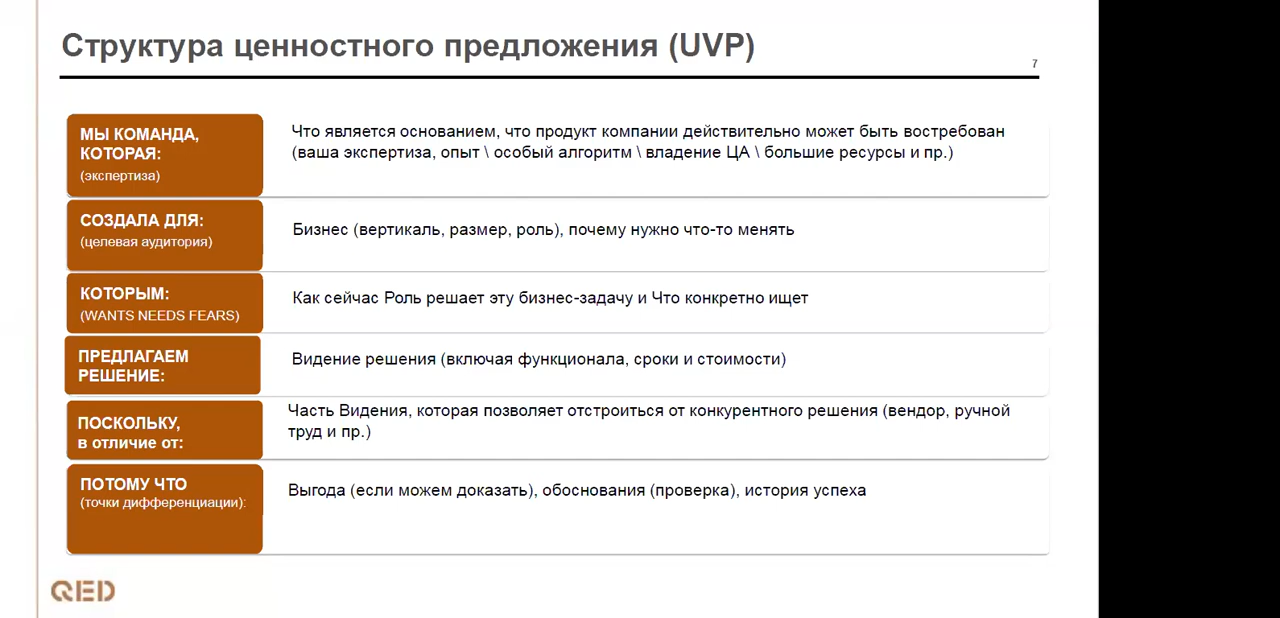 Структура ценностного предложения (UVP)
7
МЫ КОМАНДА,
КОТОРАЯ:
(экспертиза)
Что является основанием, что продукт компании действительно может быть востребован
(ваша экспертиза, опыт \ особый алгоритм \ владение ЦА \ большие ресурсы и пр.)
СОЗДАЛА ДЛЯ:
(целевая аудитория)
Бизнес (вертикаль, размер, роль), почему нужно что-то менять
КОТОРЫМ:
(WANTS NEEDS FEARS)
Как сейчас Роль решает эту бизнес-задачу и Что конкретно ищет
ПРЕДЛАГАЕМ
РЕШЕНИЕ:
Видение решения (включая функционала, сроки и стоимости)
ПОСКОЛЬКУ,
в отличие от:
Часть Видения, которая позволяет отстроиться от конкурентного решения (вендор, ручной
труд и пр.)
ПОТОМУ ЧТО
(точки дифференциации):
Выгода (если можем доказать), обоснования (проверка), история успеха
QED